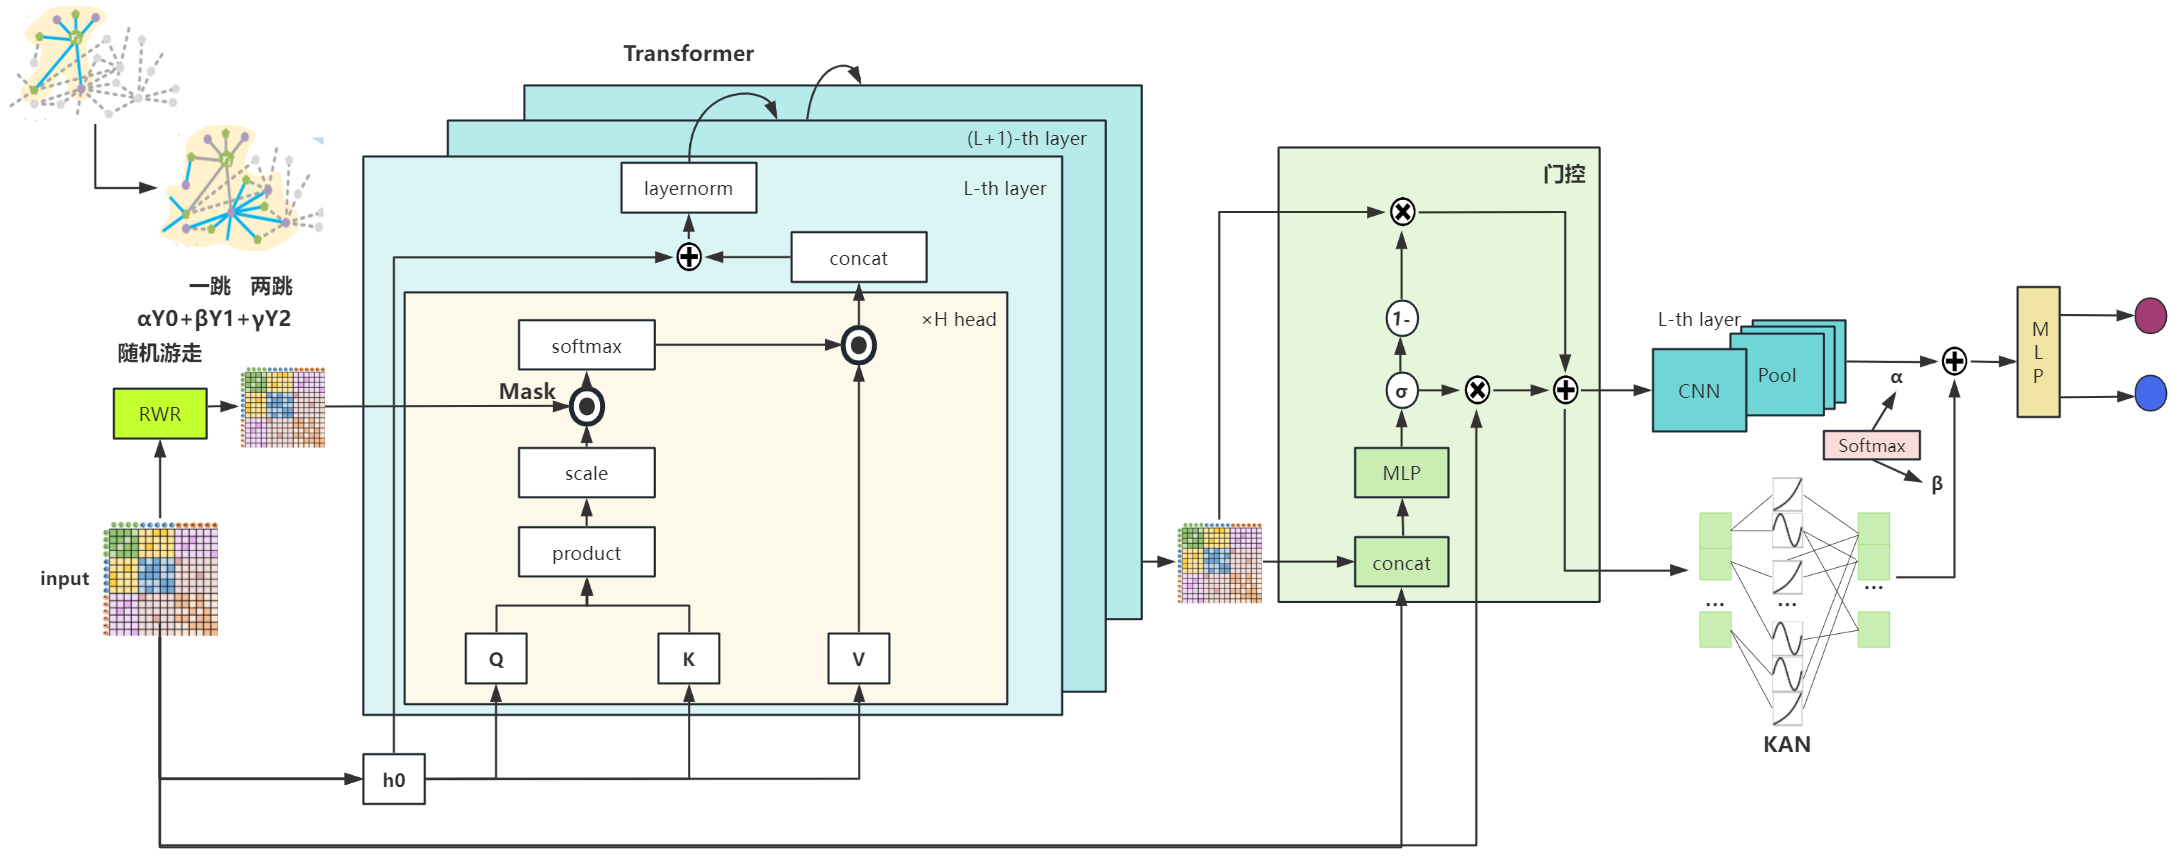 Transformer
(L+1)-th layer
L-th layer
layernorm
concat
×H head
softmax
Mask
scale
product
Q
K
V
h0
一跳 两跳
αY0+βY1+γY2
随机游走
RWR
input
门控
1-
σ
MLP
concat
L-th layer
CNN
Pool
α
Softmax
β
...
...
...
KAN
M
L
P